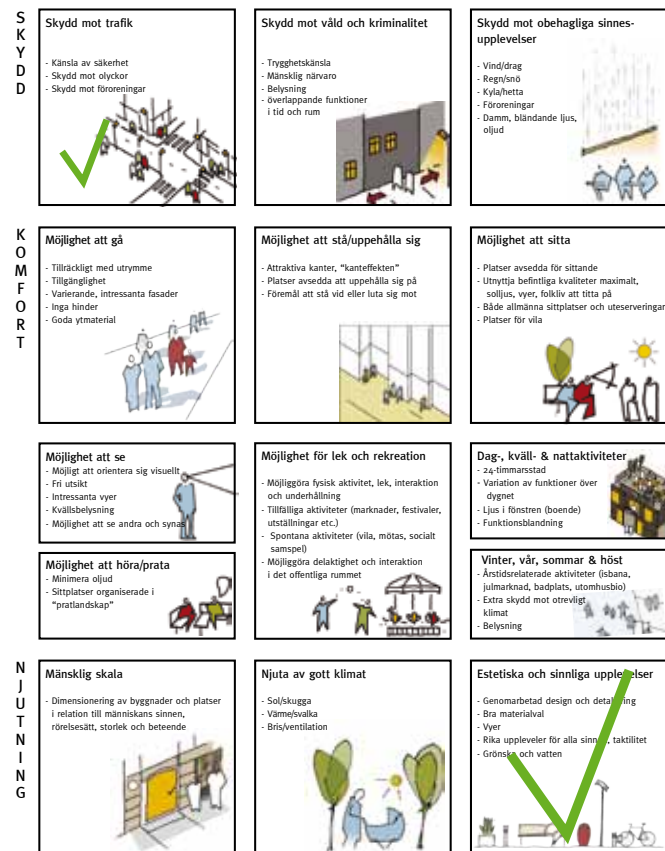 SKYDD
Skydd mot trafik
- Känsla av säkerhet
- Skydd mot olyckor
- Skydd mot föroreningar
Skydd mot våld och kriminalitet
- Trygghetskänsla
- Mänsklig närvaro
- Belysning
- överlappande funktioner
i tid och rum
Skydd mot obehagliga sinnes-
upplevelser
- Vind/drag
- Regn/snö
- Kyla/hetta
- Föroreningar
- Damm, bländande ljus,
oljud
KOMFORT
Möjlighet att gå
- Tillräckligt med utrymme
- Tillgänglighet
- Varierande, intressanta fasader
- Inga hinder
- Goda ytmaterial
Möjlighet att stå/uppehålla sig
- Attraktiva kanter, “kanteffekten”
- Platser avsedda att uppehålla sig på
- Föremål att stå vid eller luta sig mot
Möjlighet att sitta
- Platser avsedda för sittande
- Utnyttja befintliga kvaliteter maximalt,
solljus, vyer, folkliv att titta på
- Både allmänna sittplatser och uteserveringar
- Platser för vila
Möjlighet att se
- Möjligt att orientera sig visuellt
- Fri utsikt
- Intressanta vyer
- Kvällsbelysning
- Möjlighet att se andra och synas
Möjlighet att höra/prata
- Minimera oljud
- Sittplatser organiserade i
“pratlandskap”
Möjlighet för lek och rekreation
- Möjliggöra fysisk aktivitet, lek, interaktion
och underhållning
- Tillfälliga aktiviteter (marknader, festivaler,
utställningar etc.)
- Spontana aktiviteter (vila, mötas, socialt
samspel)
- Möjliggöra delaktighet och interaktion
i det offentliga rummet
Dag-, kväll- & nattaktiviteter
- 24-timmarsstad
- Variation av funktioner över
dygnet
- Ljus i fönstren (boende)
- Funktionsblandning
Vinter, vår, sommar & höst
- Årstidsrelaterade aktiviteter (isbana,
julmarknad, badplats, utomhusbio)
- Extra skydd mot otrevligt
klimat
- Belysning
NJUTNING
Mänsklig skala
- Dimensionering av byggnader och platser
i relation till människans sinnen,
rörelsesätt, storlek och beteende
Njuta av gott klimat
- Sol/skugga
- Värme/svalka
- Bris/ventilation
Estetiska och sinnliga upplevelser
- Genomarbetad design och detaljering
- Bra materialval
- Vyer
- Rika uppleveler för alla sinnen, taktilitet
- Grönska och vatten